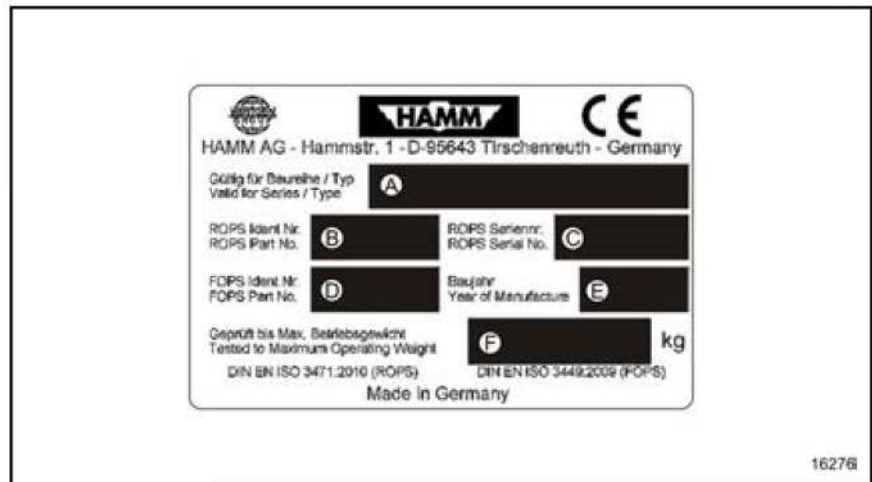 HAMM CE
HAMM AG - Hammstr. 1 -D-95643 Tirschenreuth - Germany
Gültig für Baureihe / Typ
Valid for Series / Type
A
ROPS Ident Nr.
ROPS Part No.
B
ROPS Seriennr.
ROPS Serial No.
C
FOPS Ident Nr.
FOPS Part No.
D
Baujahr
Year of Manufacture
E
Geprüft bis Max. Betriebsgewicht
Tested to Maximum Operating Weight
F
kg
DIN EN ISO 3471:2010 (ROPS)
DIN EN ISO 3449:2009 (FOPS)
Made in Germany
16276i